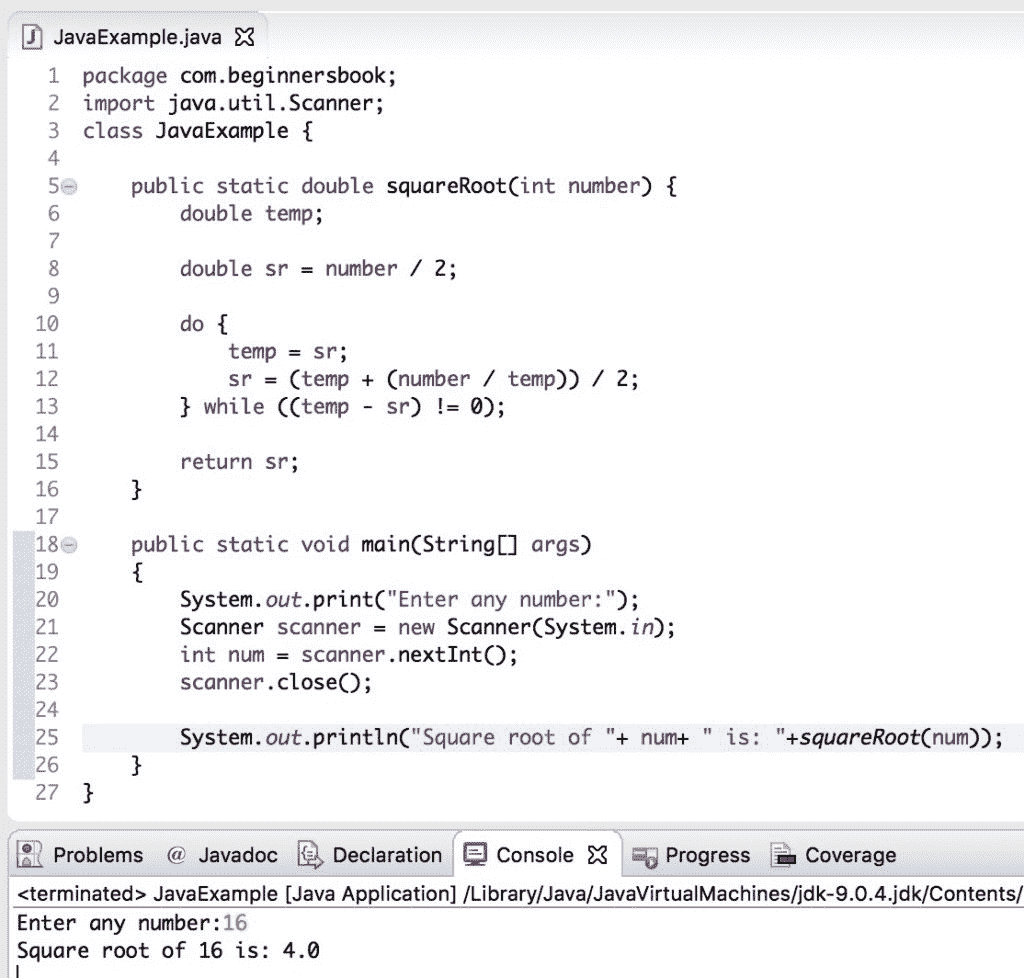 JavaExample.java
1 package com.beginnersbook;
2 import java.util.Scanner;
3 class JavaExample {
4
5 public static double squareRoot(int number) {
6 double temp;
7
8 double sr = number / 2;
9
10 do {
11 temp = sr;
12 sr = (temp + (number / temp)) / 2;
13 } while ((temp - sr) != 0);
14
15 return sr;
16 }
17
18 public static void main(String[] args)
19 {
20 System.out.print("Enter any number:");
21 Scanner scanner = new Scanner(System.in);
22 int num = scanner.nextInt();
23 scanner.close();
24
25 System.out.println("Square root of "+ num+ " is: "+squareRoot(num));
26 }
27 }
Problems @ Javadoc Declaration Console Progress Coverage
<terminated> JavaExample [Java Application] /Library/Java/JavaVirtualMachines/jdk-9.0.4.jdk/Contents/
Enter any number:16
Square root of 16 is: 4.0